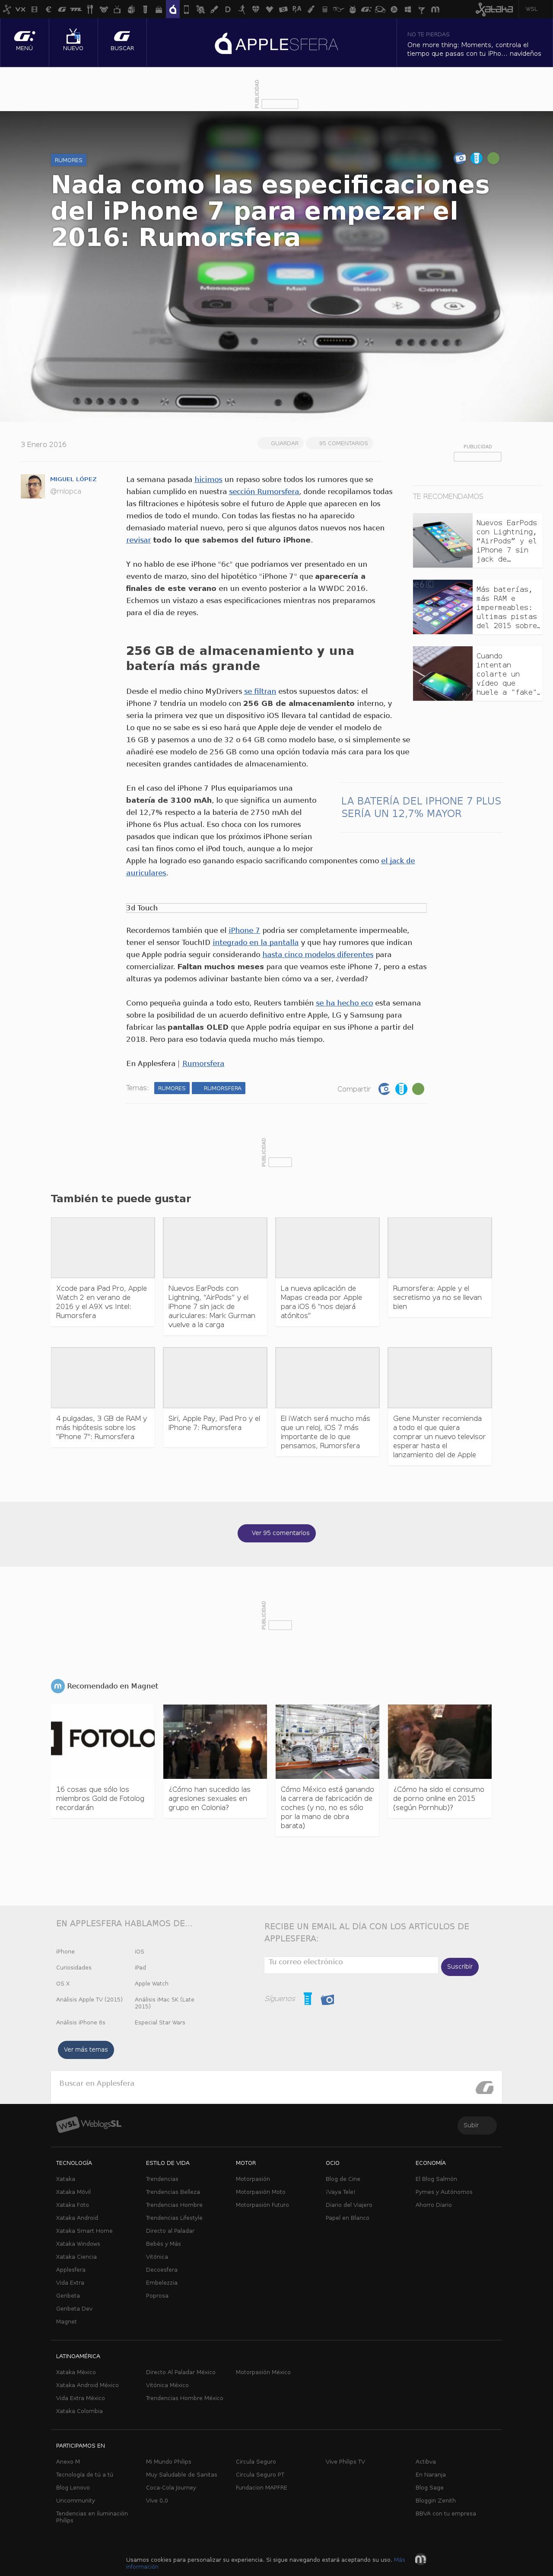 WSL
MENÚ
NUEVO
BUSCAR
APPLESFERA
NO TE PIERDAS
One more thing: Moments, controla el
tiempo que pasas con tu iPho... navideños
PUBLICIDAD
RUMORES
Nada como las especificaciones
del iPhone 7 para empezar el
2016: Rumorsfera
3 Enero 2016
GUARDAR
95 COMENTARIOS
PUBLICIDAD
MIGUEL LÓPEZ
@mlopca
La semana pasada hicimos un repaso sobre todos los rumores que se
habían cumplido en nuestra sección Rumorsfera, donde recopilamos todas
las filtraciones e hipótesis sobre el futuro de Apple que van apareciendo en
todo el mundo. Con todas las fiestas no ha aparecido
demasiado material nuevo, pero sí que algunos datos nuevos nos hacen
revisar todo lo que sabemos del futuro iPhone.
Y no hablo de ese iPhone "6c" que podríamos ver presentado en un
evento de marzo, sino del hipotético "iPhone 7" que aparecería a
finales de este verano en un evento posterior a la WWDC 2016.
Echemos un vistazo a esas especificaciones mientras nos preparamos
para el día de reyes.
TE RECOMENDAMOS
Nuevos EarPods
con Lightning,
“AirPods” y el
iPhone 7 sin
jack de…
Más baterías,
más RAM e
impermeables:
ultimas pistas
del 2015 sobre…
Cuando
intentan
colarte un
vídeo que
huele a "fake"…
256 GB de almacenamiento y una
batería más grande
Desde el medio chino MyDrivers se filtran estos supuestos datos: el
iPhone 7 tendría un modelo con 256 GB de almacenamiento interno, y
sería la primera vez que un dispositivo iOS llevara tal cantidad de espacio.
Lo que no se sabe es si eso hará que Apple deje de vender el modelo de
16 gigas y pasemos a uno de 32 o 64 GB como modelo base, o si simplemente se
añadiré ese modelo de 256 GB como una opción todavía más cara para los que
necesiten grandes cantidades de almacenamiento.
En el caso del iPhone 7 Plus equipariamos una
batería de 3100 mAh, lo que significa un aumento
del 12,7% respecto a la batería de 2750 mAh del
iPhone 6s Plus actual. Eso choca con los rumores
pasados que indican que los próximos iPhone serían
casi tan finos como el iPod touch, aunque a lo mejor
Apple ha logrado eso ganando espacio sacrificando componentes como el jack de
auriculares.
LA BATERÍA DEL IPHONE 7 PLUS
SERÍA UN 12,7% MAYOR
3d Touch
Recordemos también que el iPhone 7 podría ser completamente impermeable,
tener el sensor TouchID integrado en la pantalla y que hay rumores que indican
que Apple podría seguir considerando hasta cinco modelos diferentes para
comercializar. Faltan muchos meses para que veamos este iPhone 7, pero a estas
alturas ya podemos adivinar bastante bien cómo va a ser, ¿verdad?
Como pequeña guinda a todo esto, Reuters también se ha hecho eco esta semana
sobre la posibilidad de un acuerdo definitivo entre Apple, LG y Samsung para
fabricar las pantallas OLED que Apple podría equipar en sus iPhone a partir del
2018. Pero para eso todavía queda mucho más tiempo.
En Applesfera | Rumorsfera
Temas:
RUMORES
RUMORSFERA
Compartir
PUBLICIDAD
También te puede gustar
Xcode para iPad Pro, Apple
Watch 2 en verano de
2016 y el A9X vs Intel:
Rumorsfera
Nuevos EarPods con
Lightning, "AirPods" y el
iPhone 7 sin jack de
auriculares: Mark Gurman
vuelve a la carga
La nueva aplicación de
Mapas creada por Apple
para iOS 6 "nos dejará
atónitos"
Rumorsfera: Apple y el
secretismo ya no se llevan
bien
4 pulgadas, 3 GB de RAM y
más hipótesis sobre los
"iPhone 7": Rumorsfera
Siri, Apple Pay, iPad Pro y el
iPhone 7: Rumorsfera
El iWatch será mucho más
que un reloj, iOS 7 más
importante de lo que
pensamos, Rumorsfera
Gene Munster recomienda
a todo el que quiera
comprar un nuevo televisor
esperar hasta el
lanzamiento del de Apple
Ver 95 comentarios
PUBLICIDAD
Recomendado en Magnet
FOTOLO
16 cosas que sólo los
miembros Gold de Fotolog
recordarán
¿Cómo han sucedido las
agresiones sexuales en
grupo en Colonia?
Cómo México está ganando
la carrera de fabricación de
coches (y no, no es sólo
por la mano de obra
barata)
¿Cómo ha sido el consumo
de porno online en 2015
(según Pornhub)?
EN APPLESFERA HABLAMOS DE...
iPhone
iOS
Curiosidades
iPad
OS X
Apple Watch
Análisis Apple TV (2015)
Análisis iMac 5K (Late
2015)
Análisis iPhone 6s
Especial Star Wars
Ver más temas
RECIBE UN EMAIL AL DÍA CON LOS ARTÍCULOS DE
APPLESFERA:
Tu correo electrónico
Suscribir
Síguenos
Buscar en Applesfera
WSL WeblogsSL
Subir
TECNOLOGÍA
Xataka
Xataka Móvil
Xataka Foto
Xataka Android
Xataka Smart Home
Xataka Windows
Xataka Ciencia
Applesfera
Vida Extra
Genbeta
Genbeta Dev
Magnet
ESTILO DE VIDA
Trendencias
Trendencias Belleza
Trendencias Hombre
Trendencias Lifestyle
Directo al Paladar
Bebés y Más
Vitónica
Decoesfera
Embelezzia
Poprosa
MOTOR
Motorpasión
Motorpasión Moto
Motorpasión Futuro
OCIO
Blog de Cine
¡Vaya Tele!
Diario del Viajero
Papel en Blanco
ECONOMÍA
El Blog Salmón
Pymes y Autónomos
Ahorro Diario
LATINOAMÉRICA
Xataka México
Xataka Android México
Vida Extra México
Xataka Colombia
Directo Al Paladar México
Vitónica México
Trendencias Hombre México
Motorpasión México
PARTICIPAMOS EN
Anexo M
Tecnología de tú a tú
Blog Lenovo
Uncommunity
Tendencias en iluminación
Philips
Mi Mundo Philips
Muy Saludable de Sanitas
Coca-Cola Journey
Vive 0,0
Circula Seguro
Circula Seguro PT
Fundacion MAPFRE
Vive Philips TV
Actibva
En Naranja
Blog Sage
Bloggin Zenith
BBVA con tu empresa
Usamos cookies para personalizar su experiencia. Si sigue navegando estará aceptando su uso. Más
información